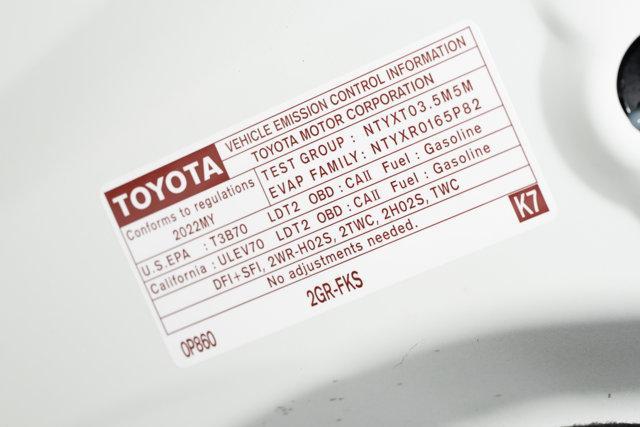 TOYOTA
VEHICLE EMISSION CONTROL INFORMATION
TOYOTA MOTOR CORPORATION
Conforms to regulations
2022MY
TEST GROUP : NTYXT03.5M5M
EVAP FAMILY: NTYXR0165P82
U.S.EPA : T3B70 LDT2 OBD : CAII Fuel : Gasoline
California : ULEV70 LDT2 OBD : CAII Fuel : Gasoline
DFI+SFI, 2WR-HO2S, 2TWC, 2HO2S, TWC
No adjustments needed.
0P860
2GR-FKS
K7